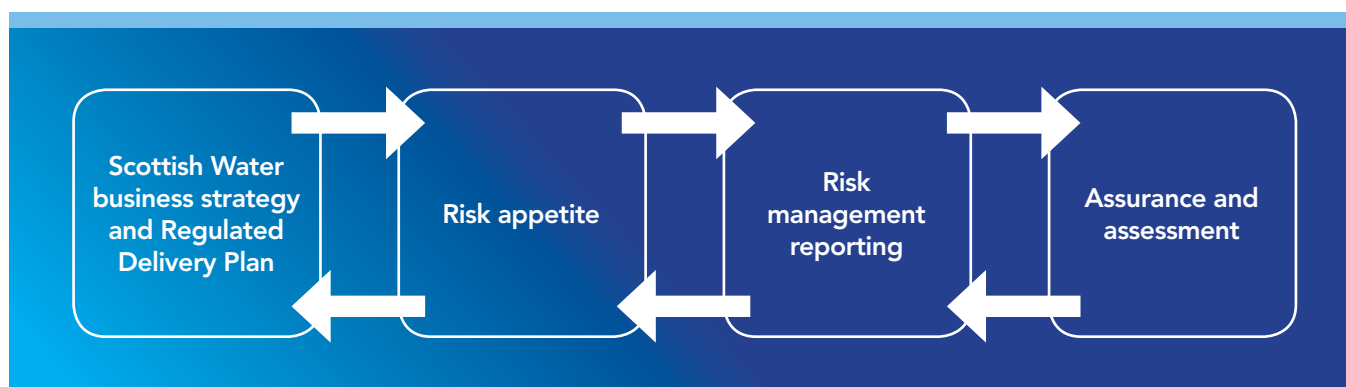 Scottish Water
business strategy
and Regulated
Delivery Plan
Risk appetite
Risk
management
reporting
Assurance and
assessment